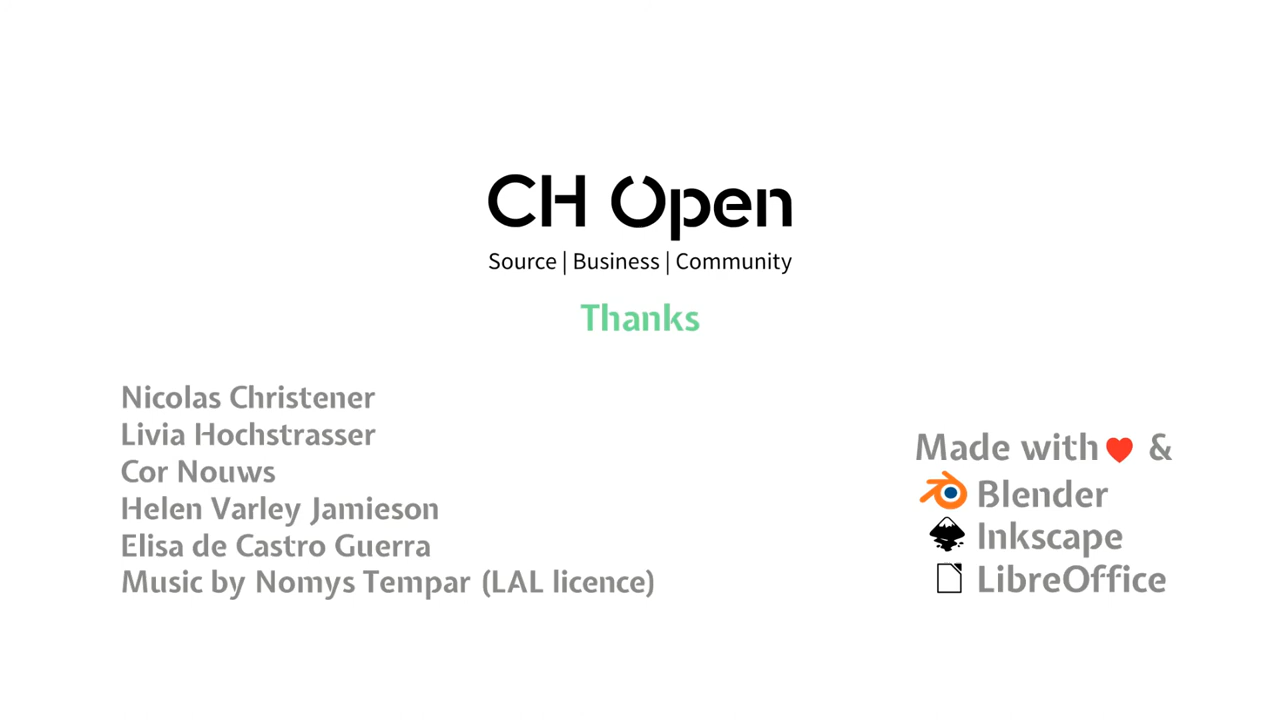 CH Open
Source | Business | Community
Thanks
Nicolas Christener
Livia Hochstrasser
Cor Nouws
Helen Varley Jamieson
Elisa de Castro Guerra
Music by Nomys Tempar (LAL licence)
Made with ❤ &
Blender
Inkscape
LibreOffice